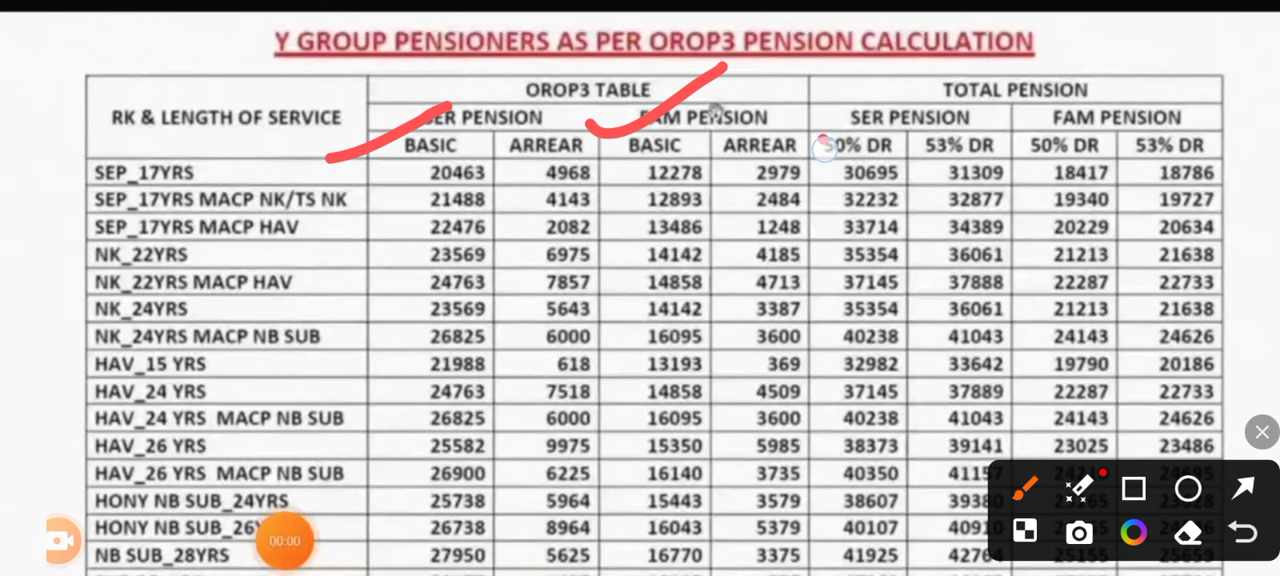 Y GROUP PENSIONERS AS PER OROP3 PENSION CALCULATION
RK & LENGTH OF SERVICE OROP3 TABLE TOTAL PENSION
SER PENSION FAM PENSION SER PENSION FAM PENSION
BASIC ARREAR BASIC ARREAR 50% DR 53% DR 50% DR 53% DR
SEP_17YRS 20463 4968 12278 2979 30695 31309 18417 18786
SEP_17YRS MACP NK/TS NK 21488 4143 12893 2484 32232 32877 19340 19727
SEP_17YRS MACP HAV 22476 2082 13486 1248 33714 34389 20229 20634
NK_22YRS 23569 6975 14142 4185 35354 36061 21213 21638
NK_22YRS MACP HAV 24763 7857 14858 4713 37145 37888 22287 22733
NK_24YRS 23569 5643 14142 3387 35354 36061 21213 21638
NK_24YRS MACP NB SUB 26825 6000 16095 3600 40238 41043 24143 24626
HAV_15 YRS 21988 618 13193 369 32982 33642 19790 20186
HAV_24 YRS 24763 7518 14858 4509 37145 37889 22287 22733
HAV_24 YRS MACP NB SUB 26825 6000 16095 3600 40238 41043 24143 24626
HAV_26 YRS 25582 9975 15350 5985 38373 39141 23025 23486
HAV_26 YRS MACP NB SUB 26900 6225 16140 3735 40350
HONY NB SUB_24YRS 25738 5964 15443 3579 38607
HONY NB SUB_26 26738 8964 16043 5379 40107
NB SUB_28YRS 27950 5625 16770 3375 41925
00:00